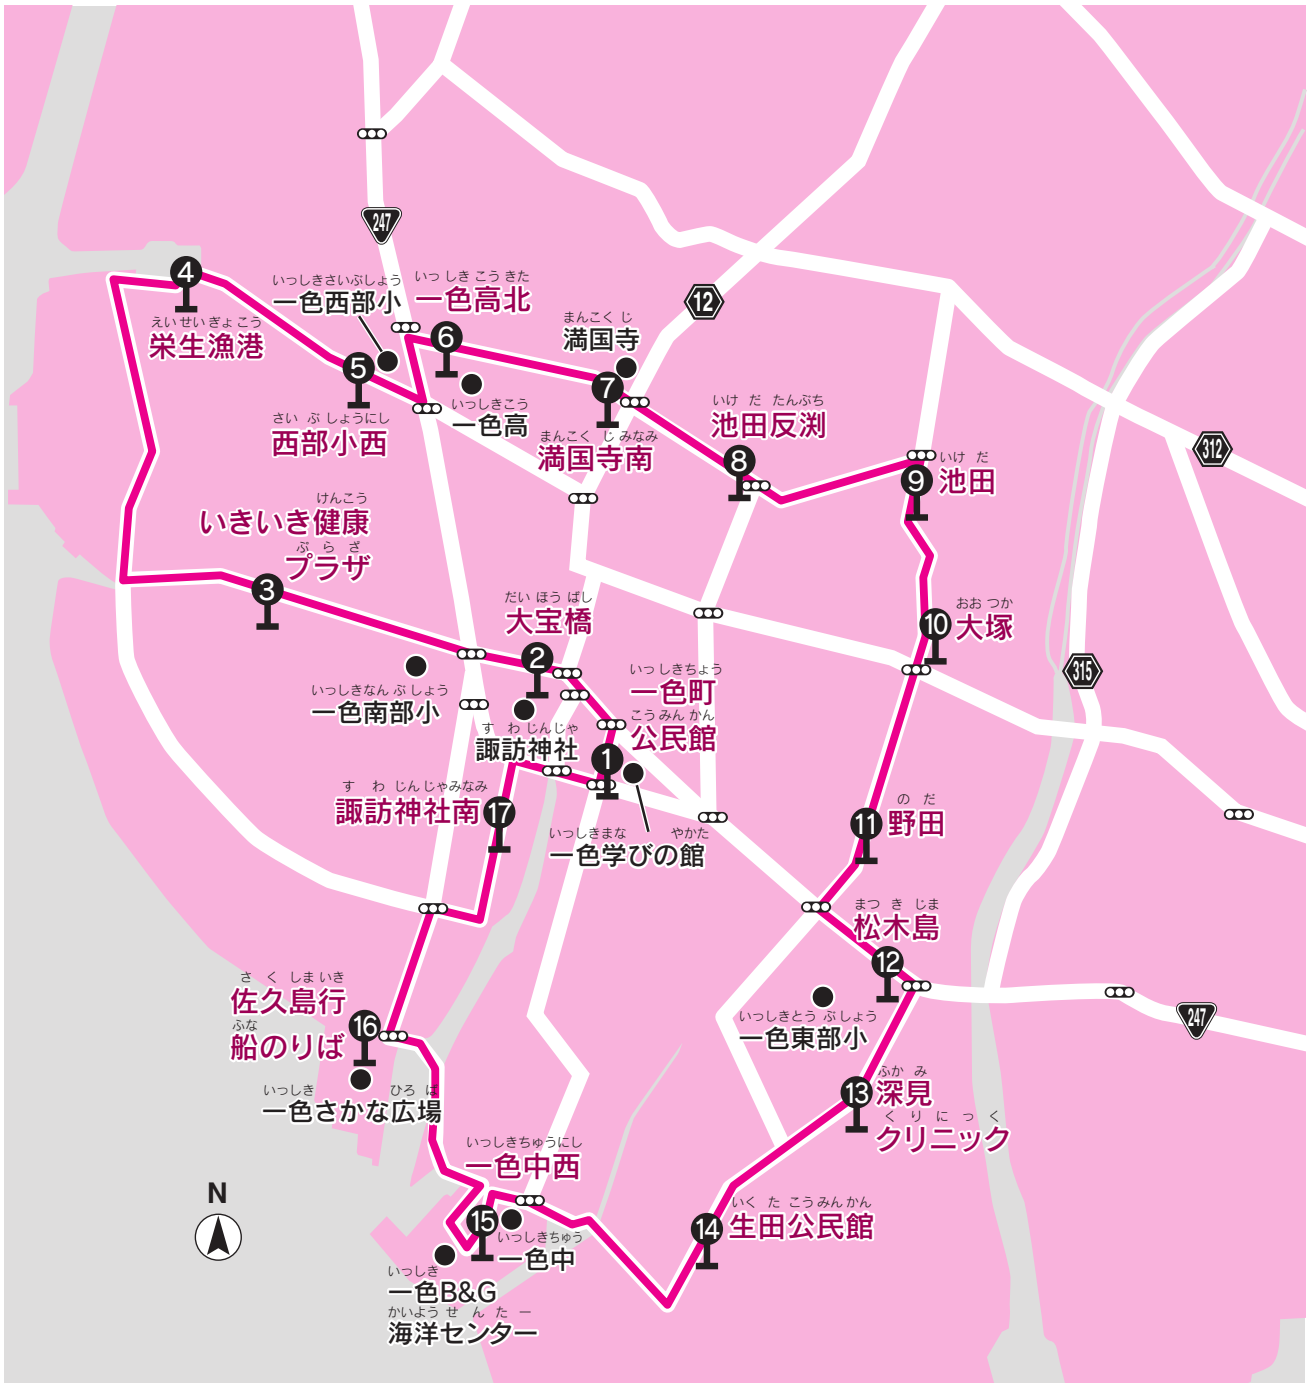 247
12
312
315
247
4
えいせいぎょこう
栄生漁港
いっしきさいぶしょう
一色西部小
いっしきこうきた
一色高北
6
まんこくじ
満国寺
5
さいぶしょうにし
西部小西
いっしきこう
一色高
7
まんこくじみなみ
満国寺南
いけだたんぶち
池田反渕
8
いけだ
池田
9
けんこう
いきいき健康
ぷらざ
プラザ
3
だいほうばし
大宝橋
2
おおつか
大塚
10
いっしきちょう
一色町
こうみんかん
公民館
1
いっしきなんぶしょう
一色南部小
すわじんじゃ
諏訪神社
すわじんじゃみなみ
諏訪神社南
17
いっしきまなやかた
一色学びの館
のだ
野田
11
まつきじま
松木島
12
いっしきとうぶしょう
一色東部小
さくしまいき
佐久島行
ふな
船のりば
16
いっしきひろば
一色さかな広場
ふかみ
深見
くりにっく
クリニック
13
いっしきちゅうにし
一色中西
15
いっしきちゅう
一色中
いくたこうみんかん
生田公民館
14
いっしき
一色B&G
かいようせんたー
海洋センター
N